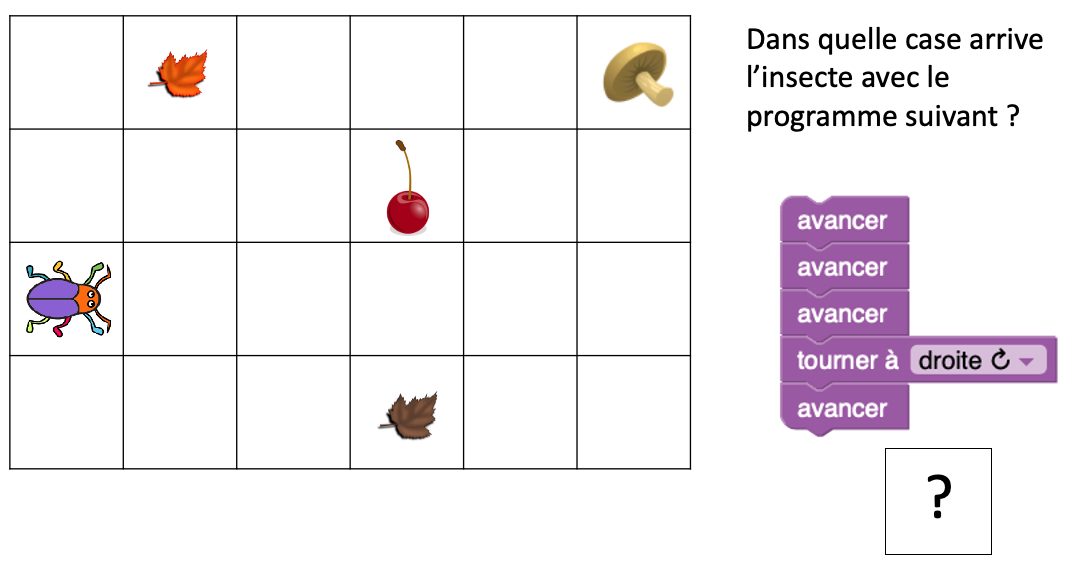 Dans quelle case arrive
l’insecte avec le
programme suivant ?
avancer
avancer
avancer
tourner à droite
avancer
?